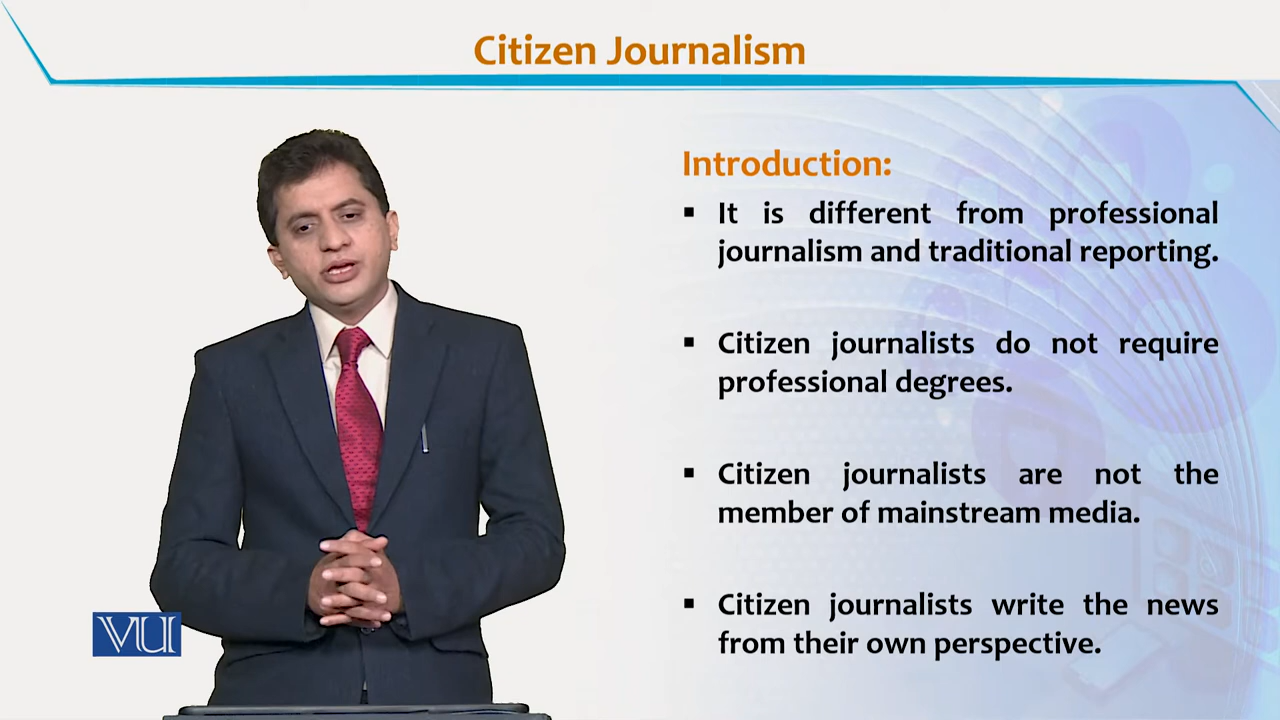 Citizen Journalism
Introduction:
▪ It is different from professional
journalism and traditional reporting.
▪ Citizen journalists do not require
professional degrees.
▪ Citizen journalists are not the
member of mainstream media.
▪ Citizen journalists write the news
from their own perspective.
VU